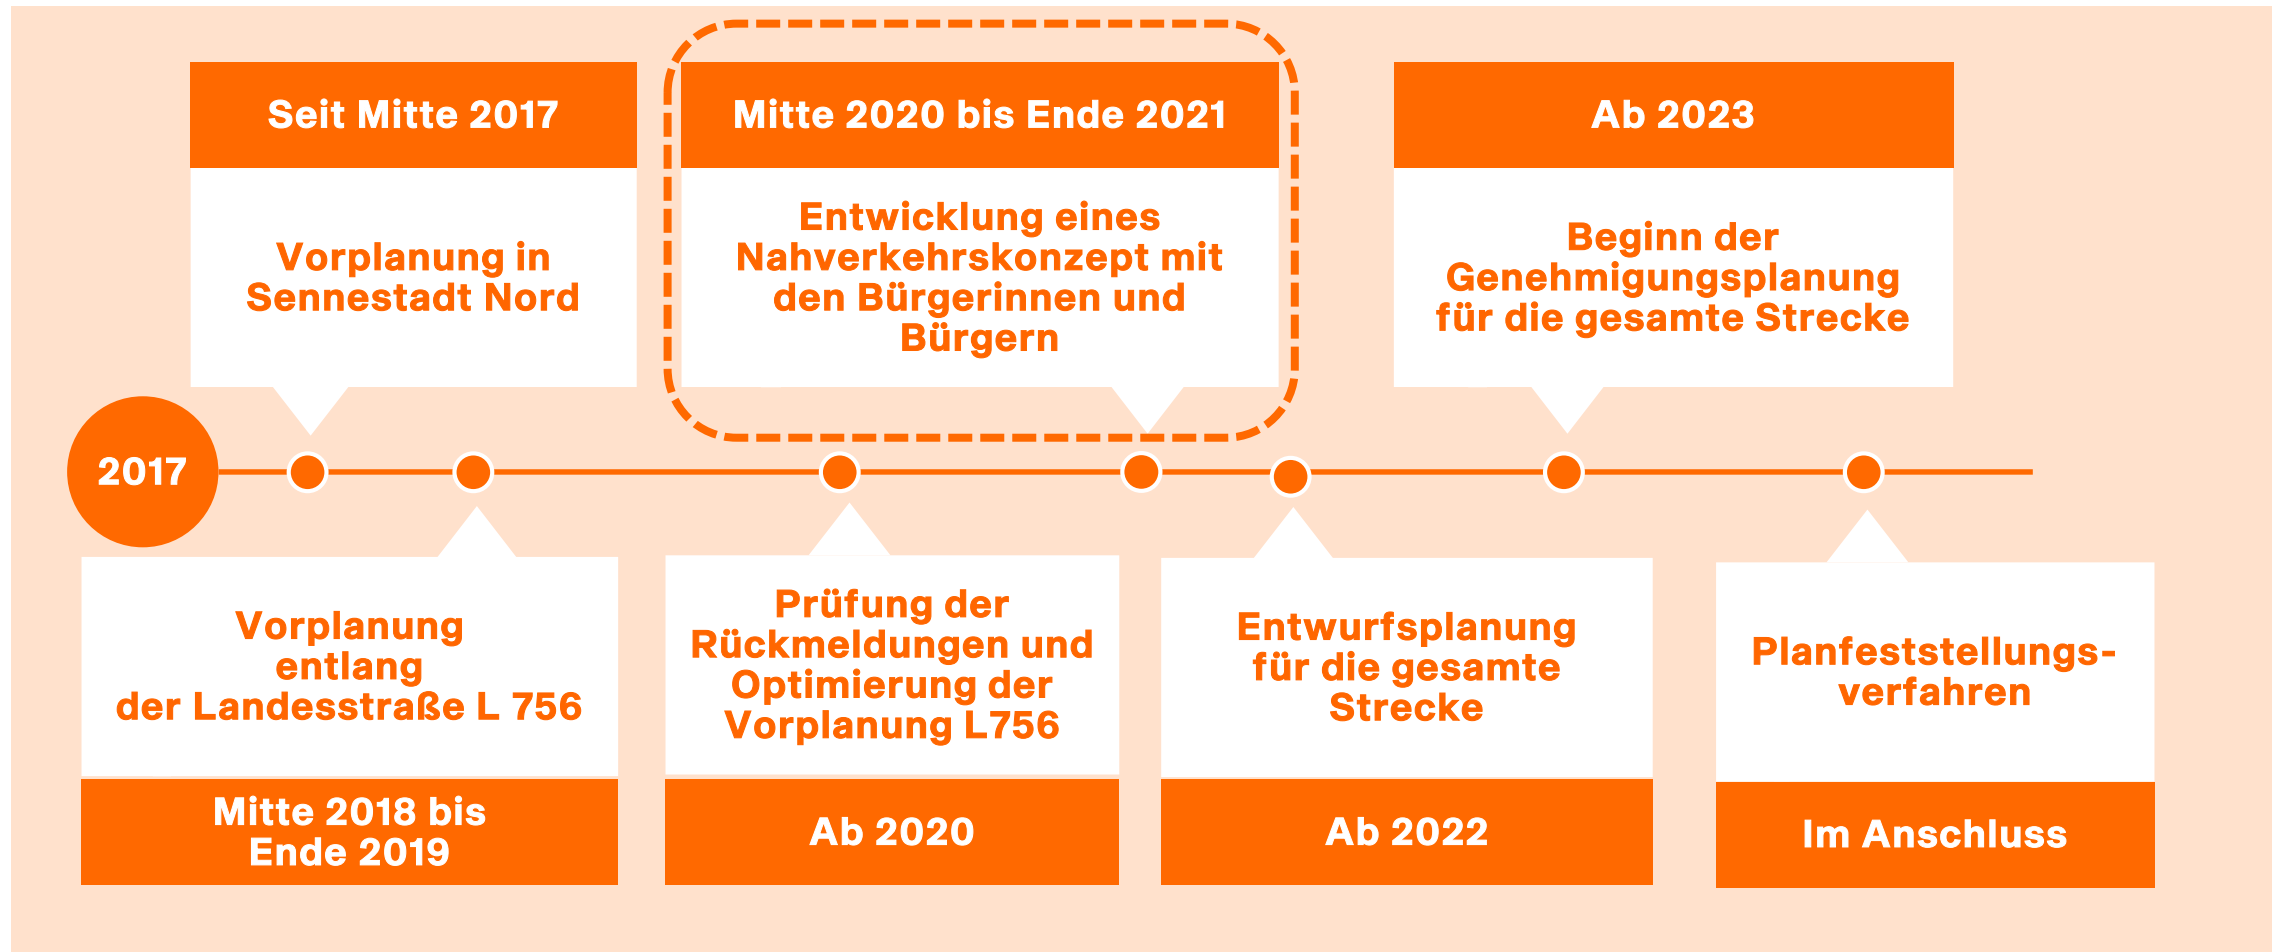 Seit Mitte 2017
Vorplanung in
Sennestadt Nord
Mitte 2020 bis Ende 2021
Entwicklung eines
Nahverkehrskonzept mit
den Bürgerinnen und
Bürgern
Ab 2023
Beginn der
Genehmigungsplanung
für die gesamte Strecke
2017
Vorplanung
entlang
der Landesstraße L 756
Mitte 2018 bis
Ende 2019
Prüfung der
Rückmeldungen und
Optimierung der
Vorplanung L756
Ab 2020
Entwurfsplanung
für die gesamte
Strecke
Ab 2022
Planfeststellungs-
verfahren
Im Anschluss